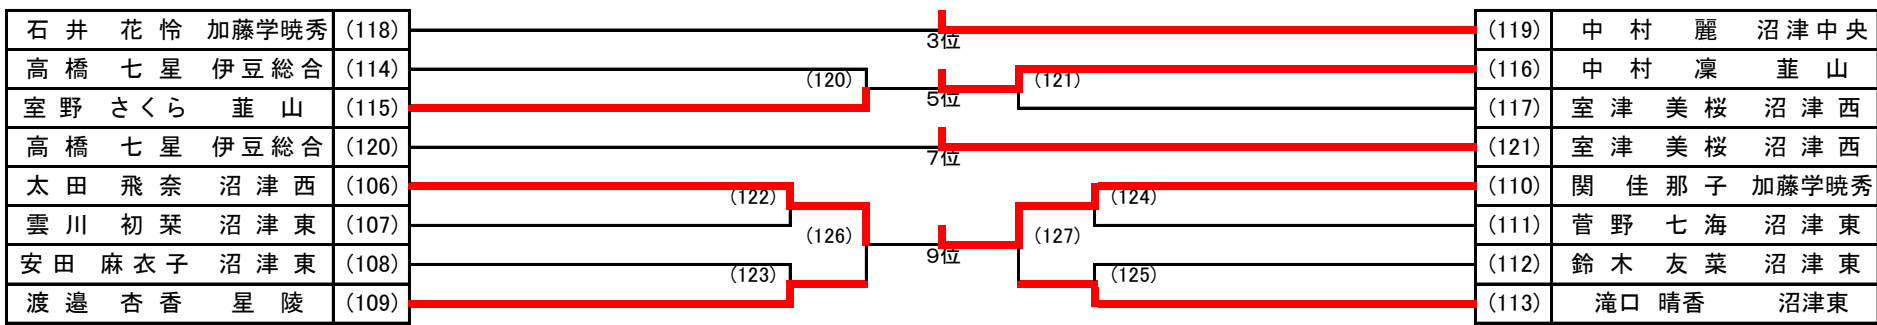 石井 花怜 加藤学暁秀 (118) 3位 (119) 中村 麗 沼津中央
高橋 七星 伊豆総合 (114) (120) 5位 (121) (116) 中村 凜 韮山
室野 さくら 韮山 (115) (117) 室津 美桜 沼津西
高橋 七星 伊豆総合 (120) 7位 (121) 室津 美桜 沼津西
太田 飛奈 沼津西 (106) (122) (124) (110) 関 佳那子 加藤学暁秀
雲川 初栞 沼津東 (107) (126) 9位 (127) (111) 菅野 七海 沼津東
安田 麻衣子 沼津東 (108) (123) (125) (112) 鈴木 友菜 沼津東
渡邉 杏香 星陵 (109) (113) 滝口 晴香 沼津東